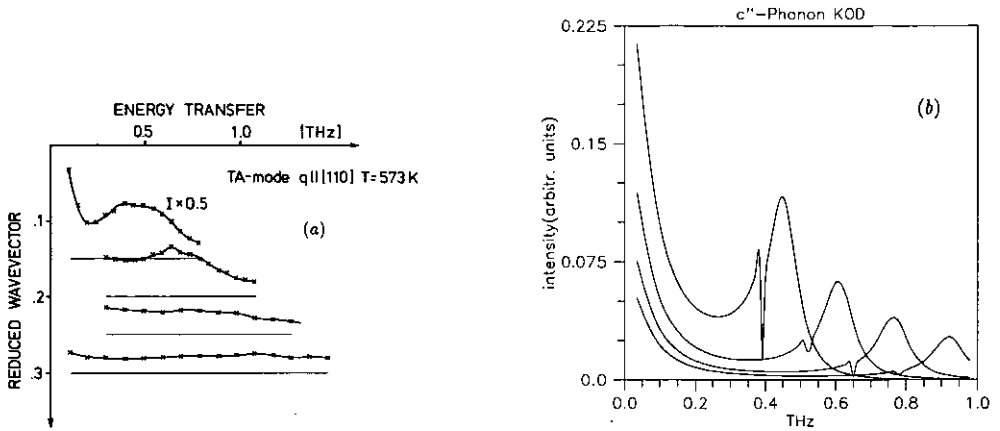 ENERGY TRANSFER
0.5 1.0 [THz]
TA-mode q||[110] T=573K
I×0.5
(a)
REDUCED WAVEVECTOR
.1
.2
.3
c"-Phonon KOD
(b)
intensity(arbitr. units)
0.225
0.15
0.075
0.0
0.0 0.2 0.4 0.6 0.8 1.0
THz